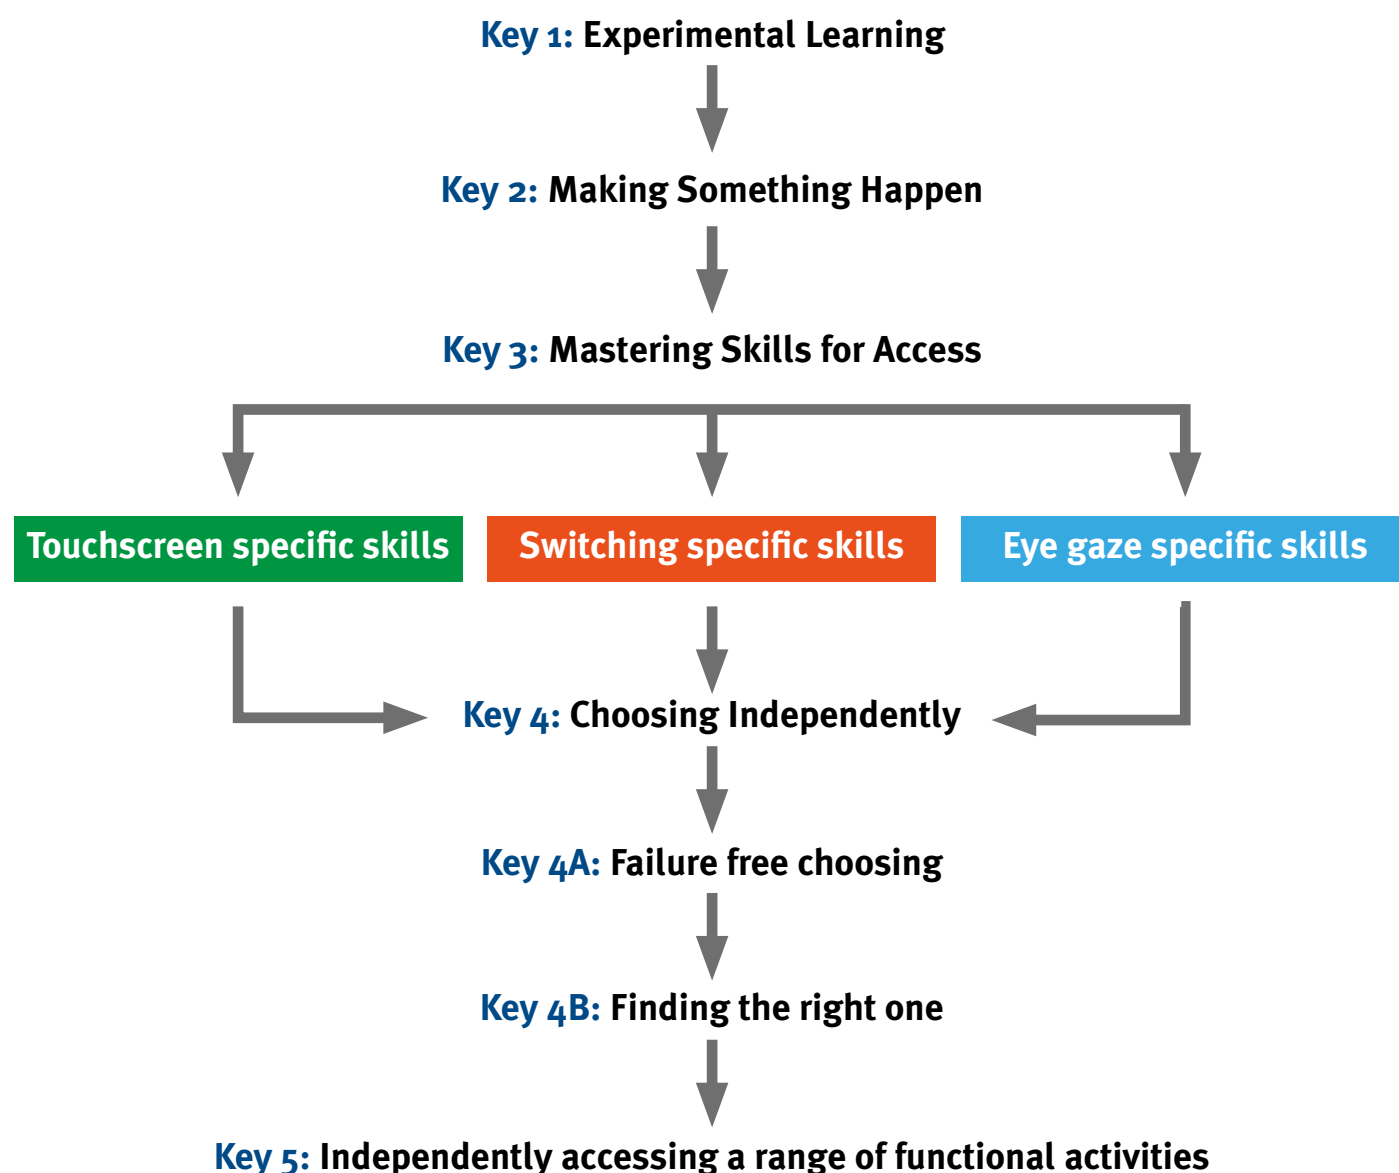 Key 1: Experimental Learning
Key 2: Making Something Happen
Key 3: Mastering Skills for Access
Touchscreen specific skills
Switching specific skills
Eye gaze specific skills
Key 4: Choosing Independently
Key 4A: Failure free choosing
Key 4B: Finding the right one
Key 5: Independently accessing a range of functional activities